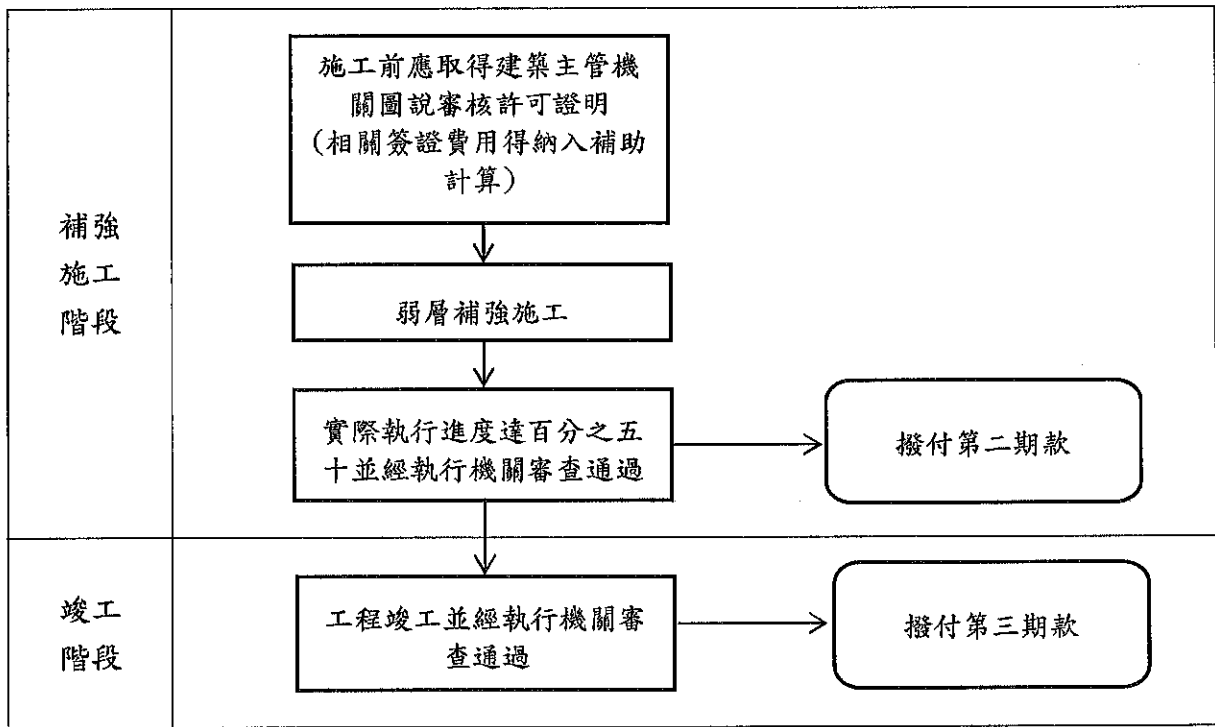 補強
施工
階段
施工前應取得建築主管機
關圖說審核許可證明
(相關簽證費用得納入補助
計算)
弱層補強施工
實際執行進度達百分之五
十並經執行機關審查通過
撥付第二期款
竣工
階段
工程竣工並經執行機關審
查通過
撥付第三期款